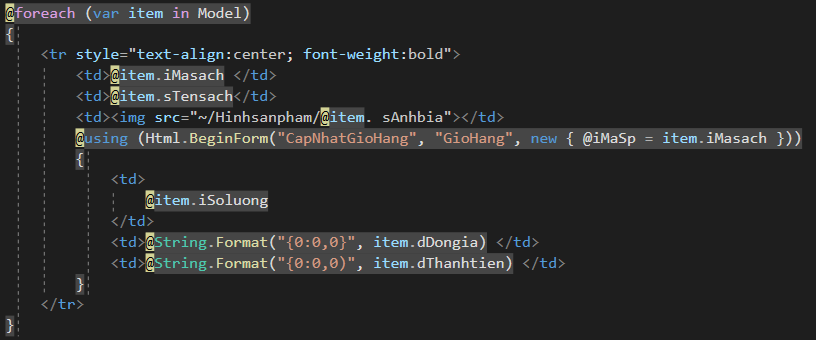 @foreach (var item in Model)
{
<tr style="text-align:center; font-weight:bold">
<td>@item.iMasach </td>
<td>@item.sTensach</td>
<td><img src="~/Hinhsanpham/@item. sAnhbia"></td>
@using (Html.BeginForm("CapNhatGioHang", "GioHang", new { @iMaSp = item.iMasach }))
{
<td>
@item.iSoluong
</td>
<td>@String.Format("{0:0,0}", item.dDongia) </td>
<td>@String.Format("{0:0,0)", item.dThanhtien) </td>
}
</tr>
}